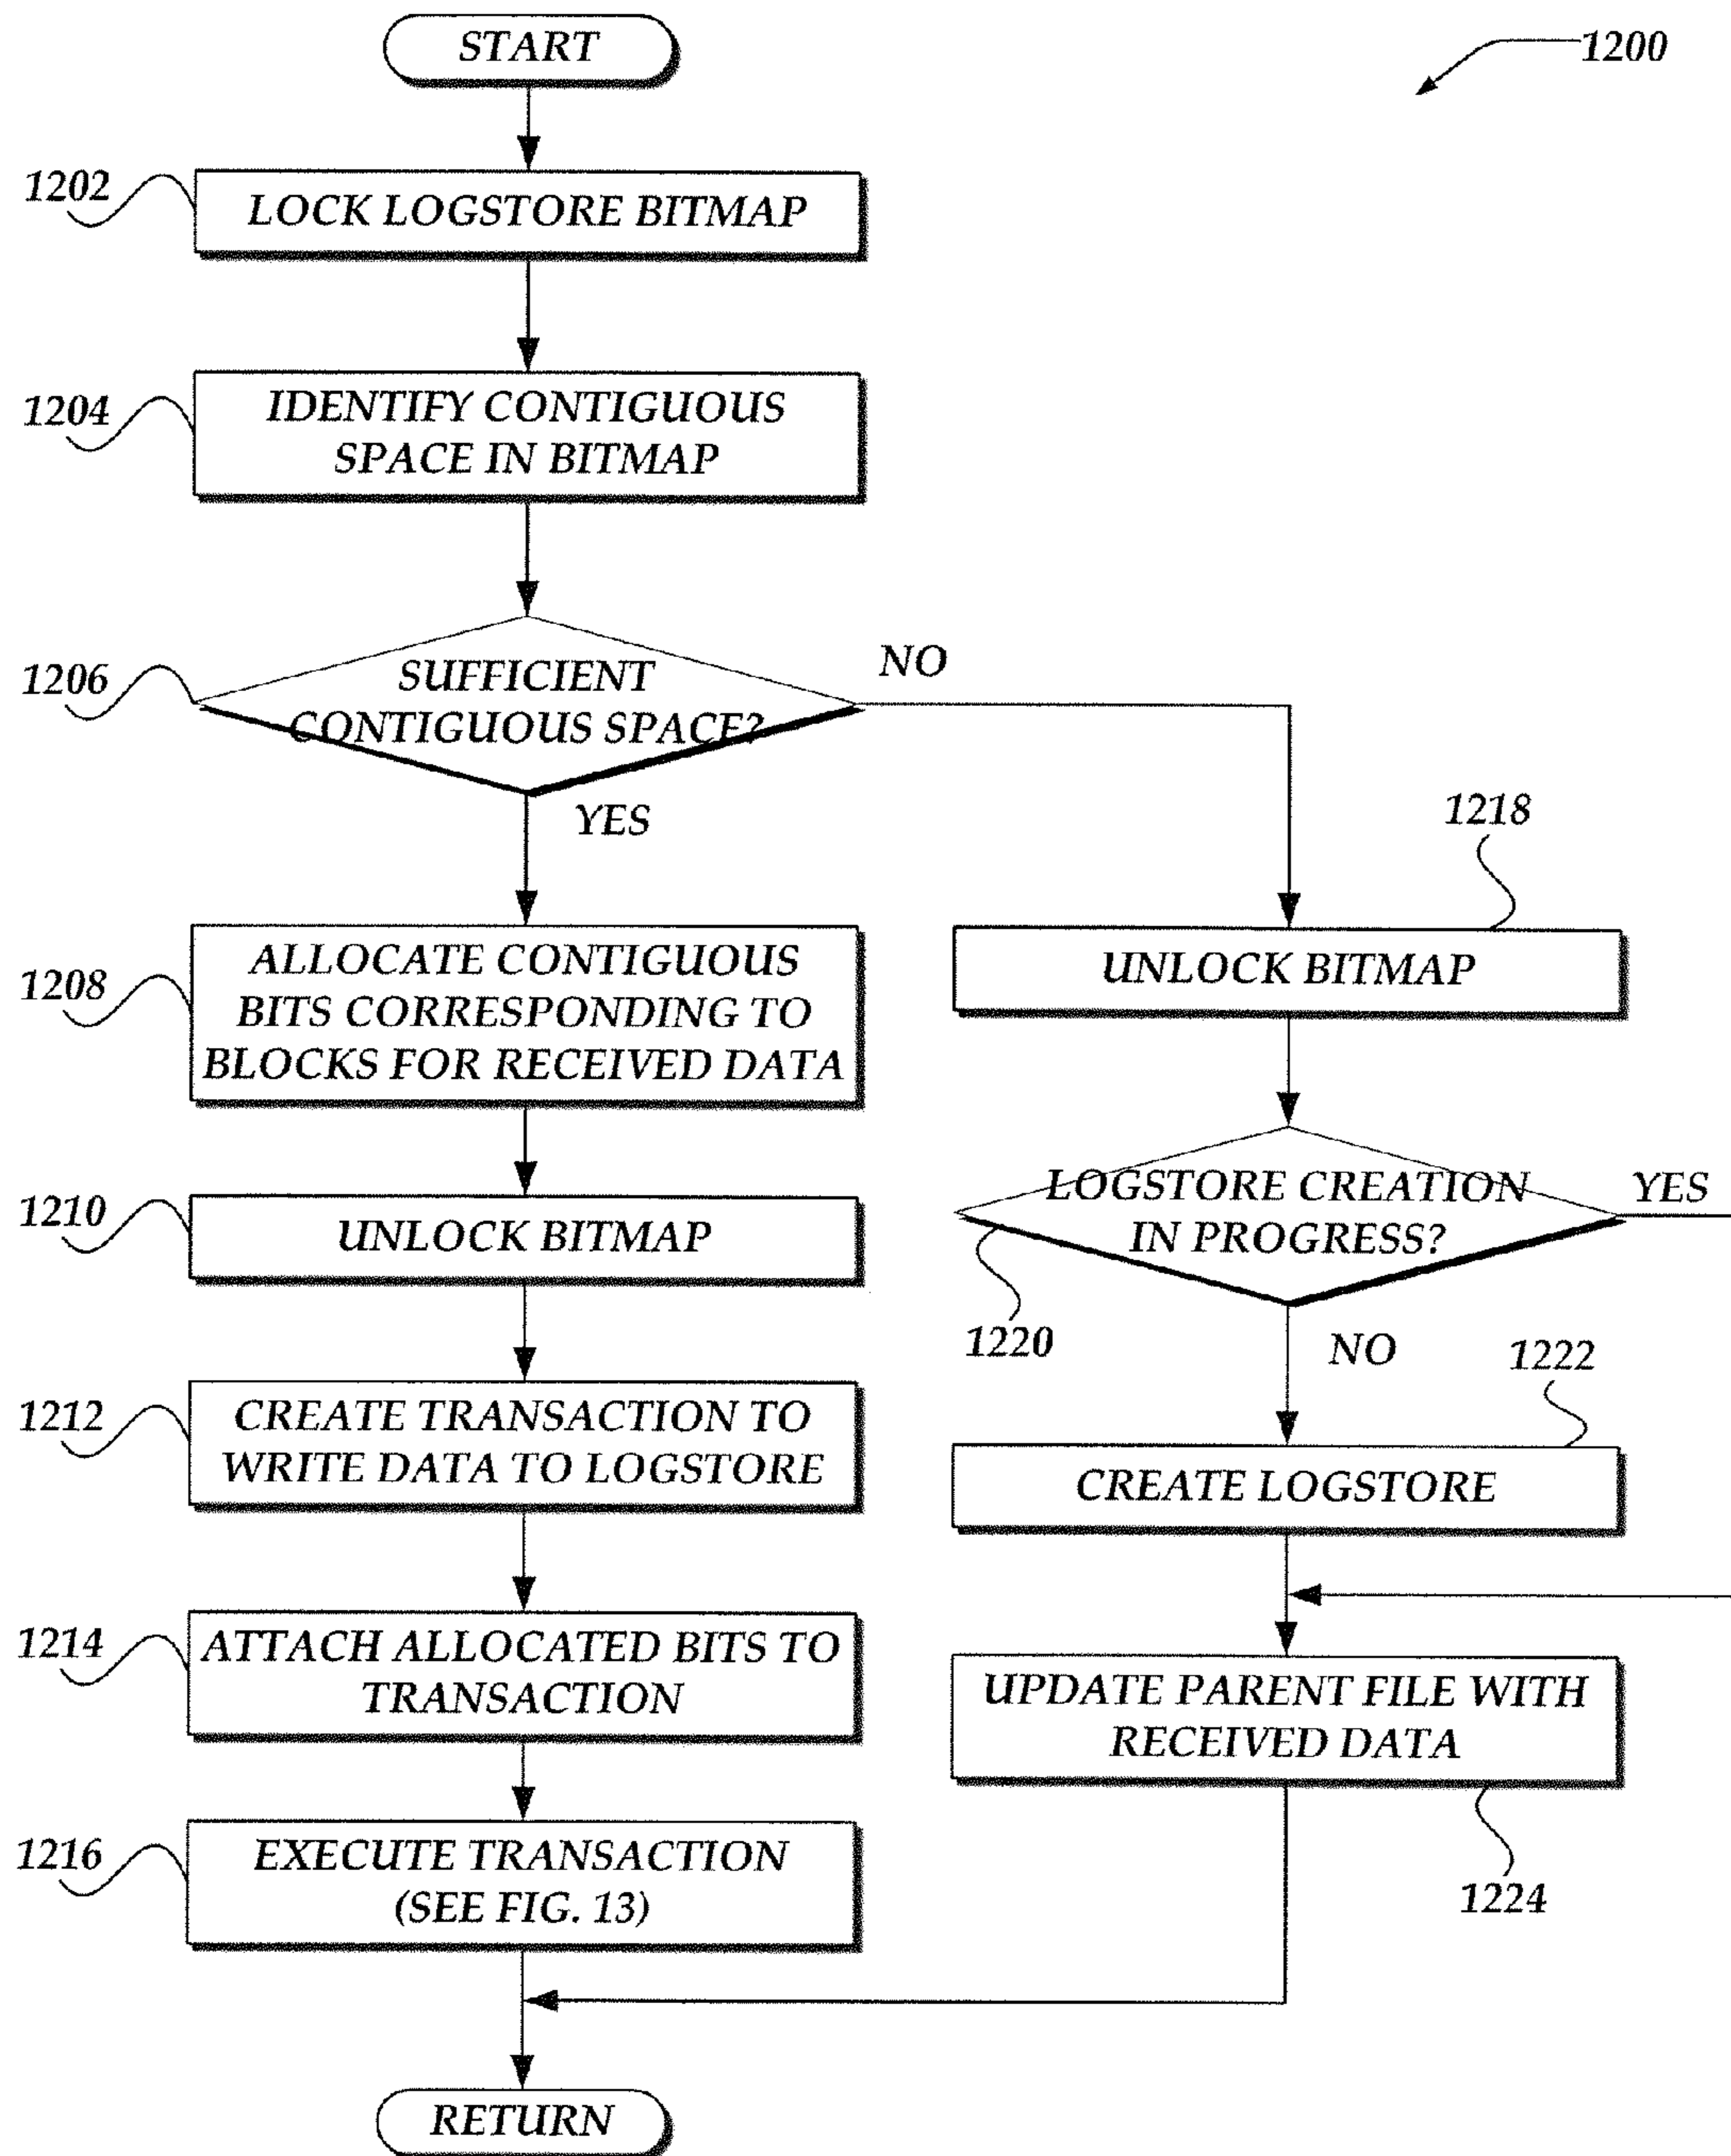 START
1200
1202
LOCK LOGSTORE BITMAP
1204
IDENTIFY CONTIGUOUS
SPACE IN BITMAP
1206
SUFFICIENT
CONTIGUOUS SPACE?
NO
YES
1208
ALLOCATE CONTIGUOUS
BITS CORRESPONDING TO
BLOCKS FOR RECEIVED DATA
1210
UNLOCK BITMAP
1212
CREATE TRANSACTION TO
WRITE DATA TO LOGSTORE
1214
ATTACH ALLOCATED BITS TO
TRANSACTION
1216
EXECUTE TRANSACTION
(SEE FIG. 13)
1218
UNLOCK BITMAP
LOGSTORE CREATION
IN PROGRESS?
YES
1220
NO
1222
CREATE LOGSTORE
UPDATE PARENT FILE WITH
RECEIVED DATA
1224
RETURN